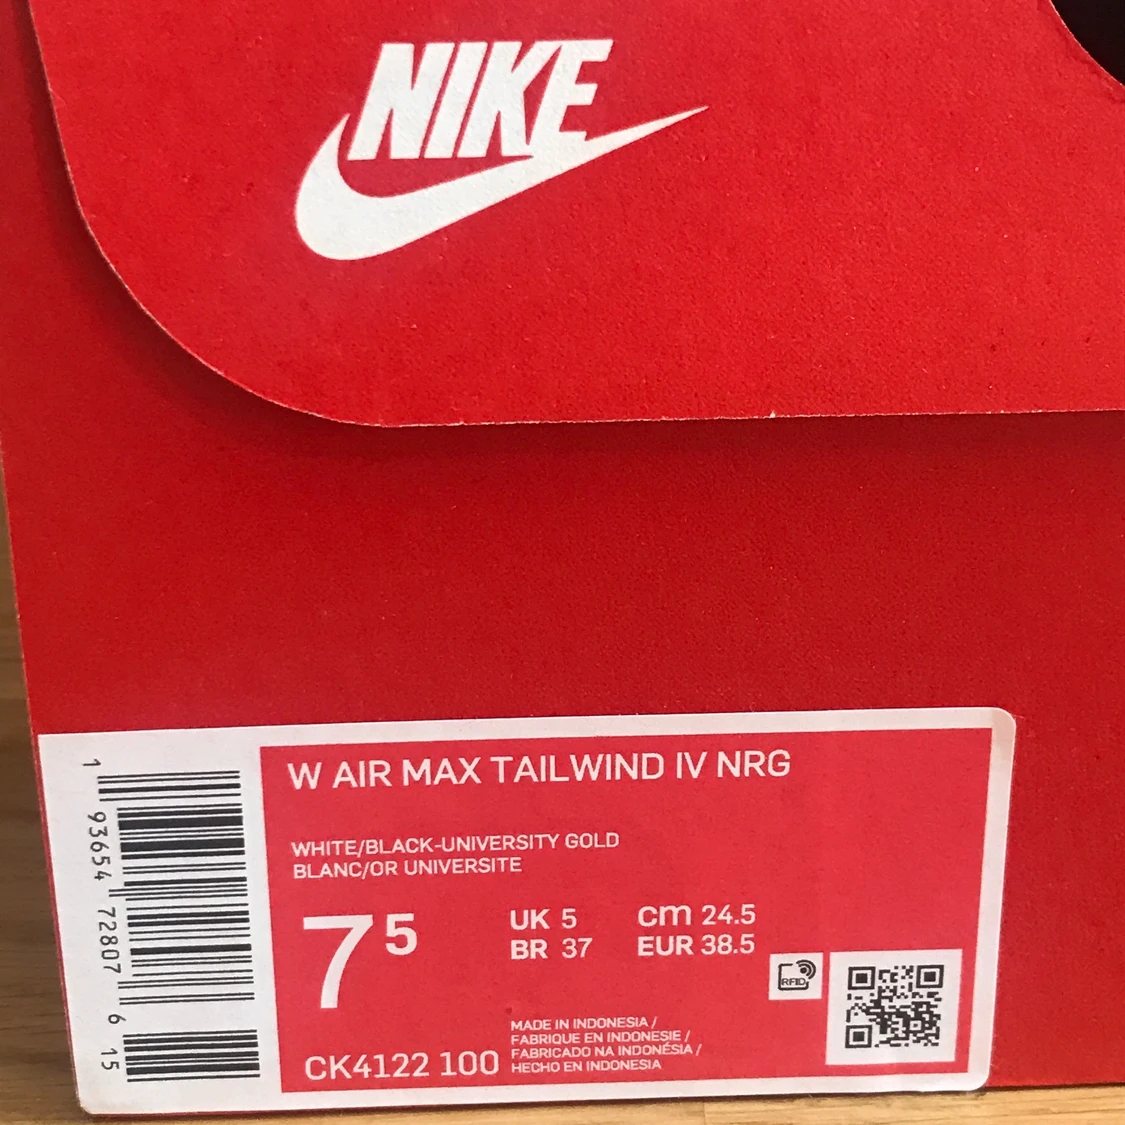 NIKE
W AIR MAX TAILWIND IV NRG
WHITE/BLACK-UNIVERSITY GOLD
BLANC/OR UNIVERSITE
7 5
UK 5 cm 24.5
BR 37 EUR 38.5
RFID
CK4122 100
MADE IN INDONESIA /
FABRIQUE EN INDONESIE /
FABRICADO NA INDONÉSIA /
HECHO EN INDONESIA
1 93654 72807 6 15